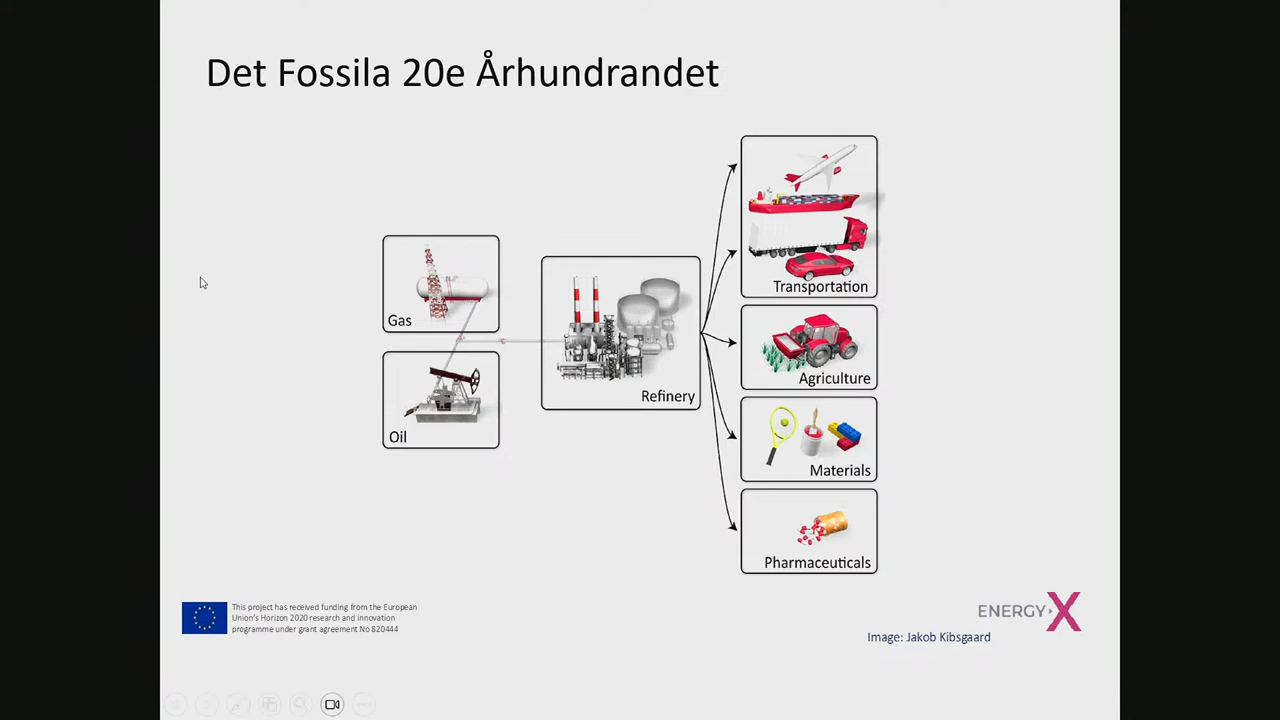 Det Fossila 20e Århundrandet
Gas
Oil
Refinery
Transportation
Agriculture
Materials
Pharmaceuticals
This project has received funding from the European
Union's Horizon 2020 research and innovation
programme under grant agreement No 820444
ENERGY X
Image: Jakob Kibsgaard